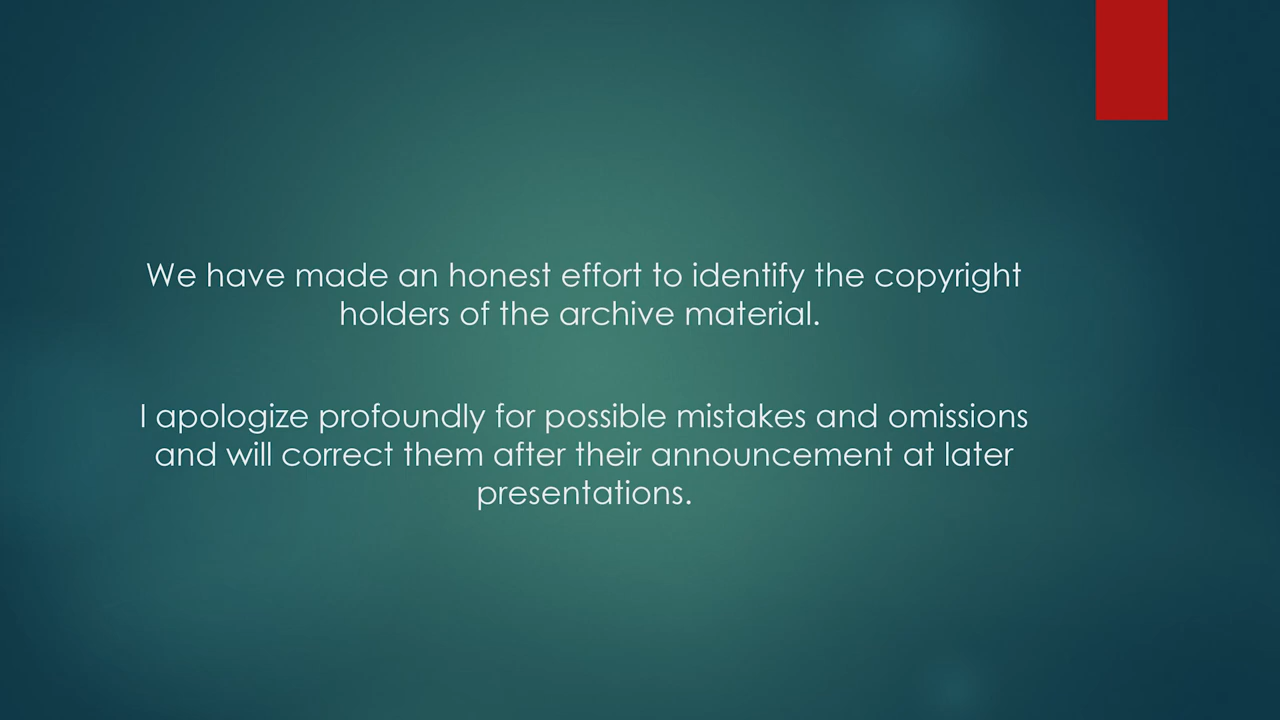 We have made an honest effort to identify the copyright
holders of the archive material.
I apologize profoundly for possible mistakes and omissions
and will correct them after their announcement at later
presentations.